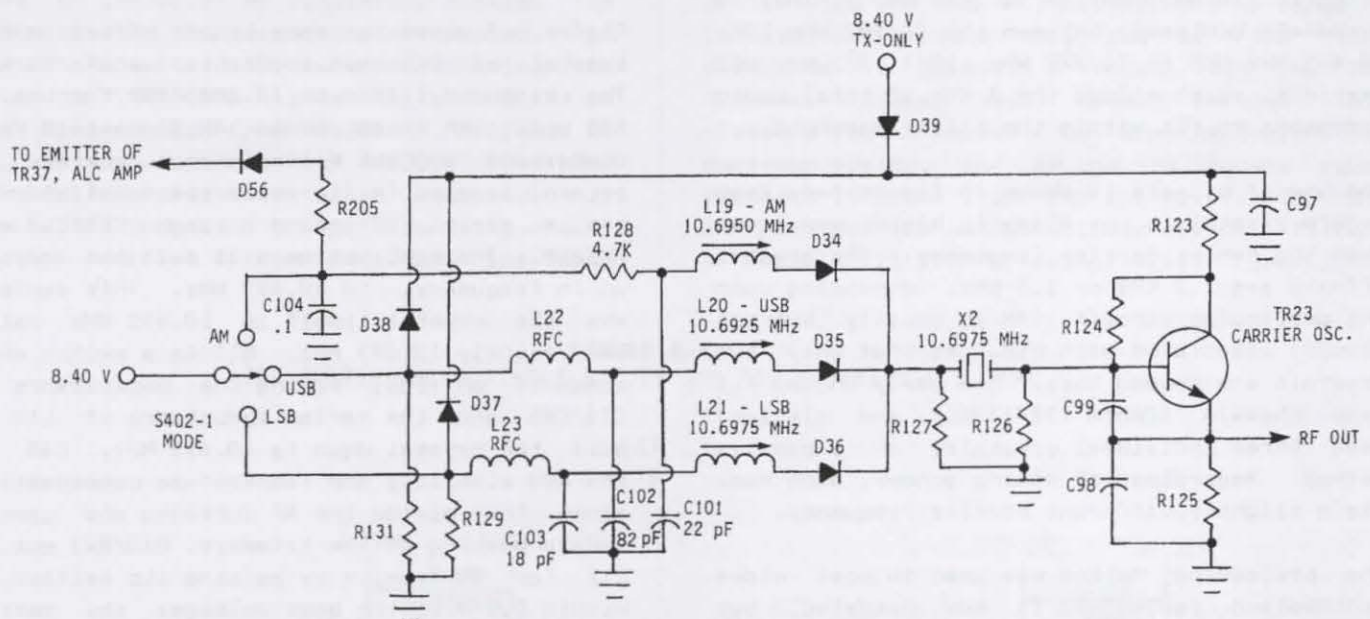 8.40 V
TX-ONLY
D39
TO EMITTER OF
TR37, ALC AMP
D56
R205
R128
4.7K
L19 - AM
10.6950 MHz
D34
R123
C97
C104
.1
AM
D38
L22
RFC
L20 - USB
10.6925 MHz
D35
X2
10.6975 MHz
R124
TR23
CARRIER OSC.
8.40 V
USB
LSB
S402-1
MODE
D37
L23
RFC
L21 - LSB
10.6975 MHz
D36
R127
R126
C99
RF OUT
C98
R125
R131
R129
C103
18 pF
C102
82 pF
C101
22 pF